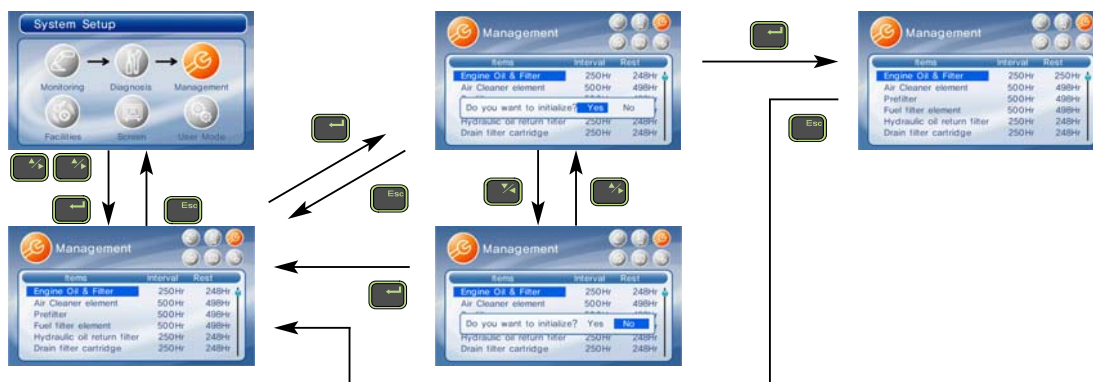 System Setup
Monitoring Diagnosis Management
Facilities Screen User Mode
Esc
Management
Items Interval Rest
Engine Oil & Filter 250Hr 248Hr
Air Cleaner element 500Hr 498Hr
Prefilter 500Hr 498Hr
Fuel filter element 500Hr 498Hr
Hydraulic oil return filter 250Hr 248Hr
Drain filter cartridge 250Hr 248Hr
Management
Items Interval Rest
Engine Oil & Filter 250Hr 248Hr
Air Cleaner element 500Hr 498Hr
Do you want to initialize? Yes No
Hydraulic oil return filter 250Hr 248Hr
Drain filter cartridge 250Hr 248Hr
Esc
Management
Items Interval Rest
Engine Oil & Filter 250Hr 248Hr
Air Cleaner element 500Hr 498Hr
Do you want to initialize? Yes No
Hydraulic oil return filter 250Hr 248Hr
Drain filter cartridge 250Hr 248Hr
Management
Items Interval Rest
Engine Oil & Filter 250Hr 250Hr
Air Cleaner element 500Hr 498Hr
Prefilter 500Hr 498Hr
Fuel filter element 500Hr 498Hr
Hydraulic oil return filter 250Hr 248Hr
Drain filter cartridge 250Hr 248Hr
Esc